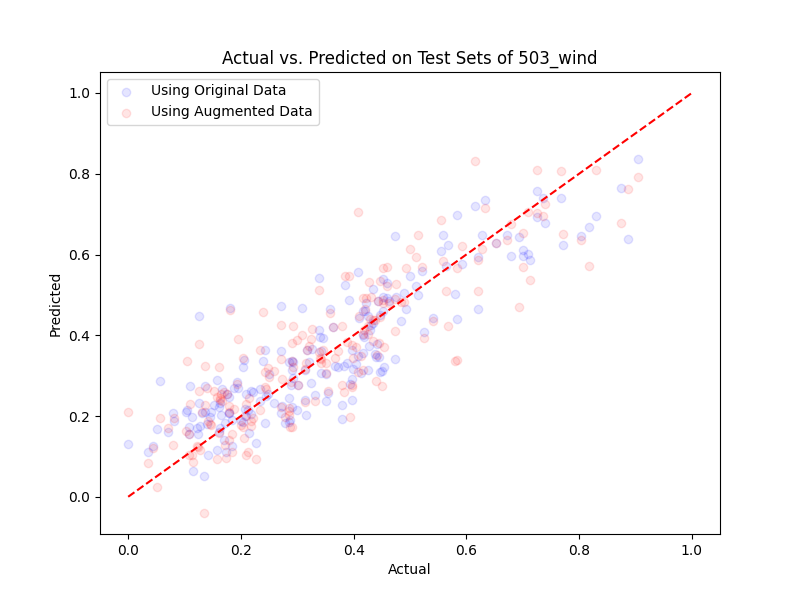 Actual vs. Predicted on Test Sets of 503_wind
Using Original Data
Using Augmented Data
1.0
0.8
0.6
0.4
0.2
0.0
Predicted
0.0 0.2 0.4 0.6 0.8 1.0
Actual